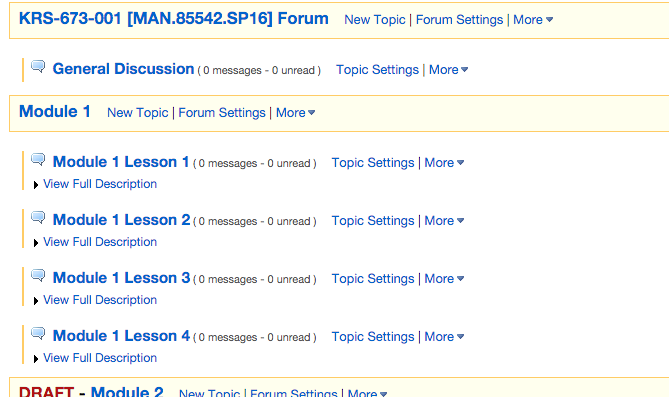 KRS-673-001 [MAN.85542.SP16] Forum New Topic | Forum Settings | More
General Discussion ( 0 messages - 0 unread ) Topic Settings | More
Module 1 New Topic | Forum Settings | More
Module 1 Lesson 1 ( 0 messages - 0 unread ) Topic Settings | More
View Full Description
Module 1 Lesson 2 ( 0 messages - 0 unread ) Topic Settings | More
View Full Description
Module 1 Lesson 3 ( 0 messages - 0 unread ) Topic Settings | More
View Full Description
Module 1 Lesson 4 ( 0 messages - 0 unread ) Topic Settings | More
View Full Description
DRAFT - Module 2 New Topic | Forum Settings | More